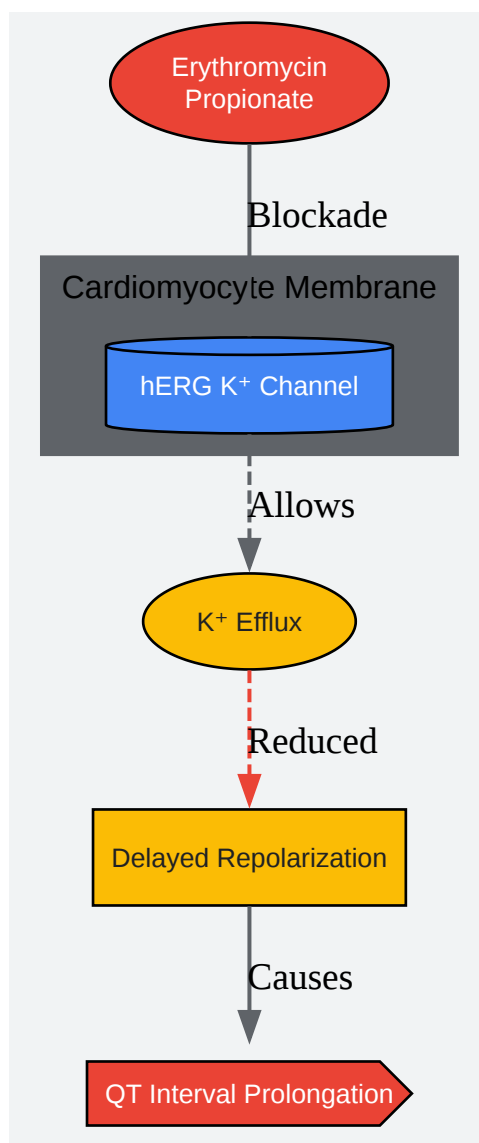 Erythromycin
Propionate
Blockade
Cardiomyocyte Membrane
hERG K⁺ Channel
Allows
K⁺ Efflux
Reduced
Delayed Repolarization
Causes
QT Interval Prolongation